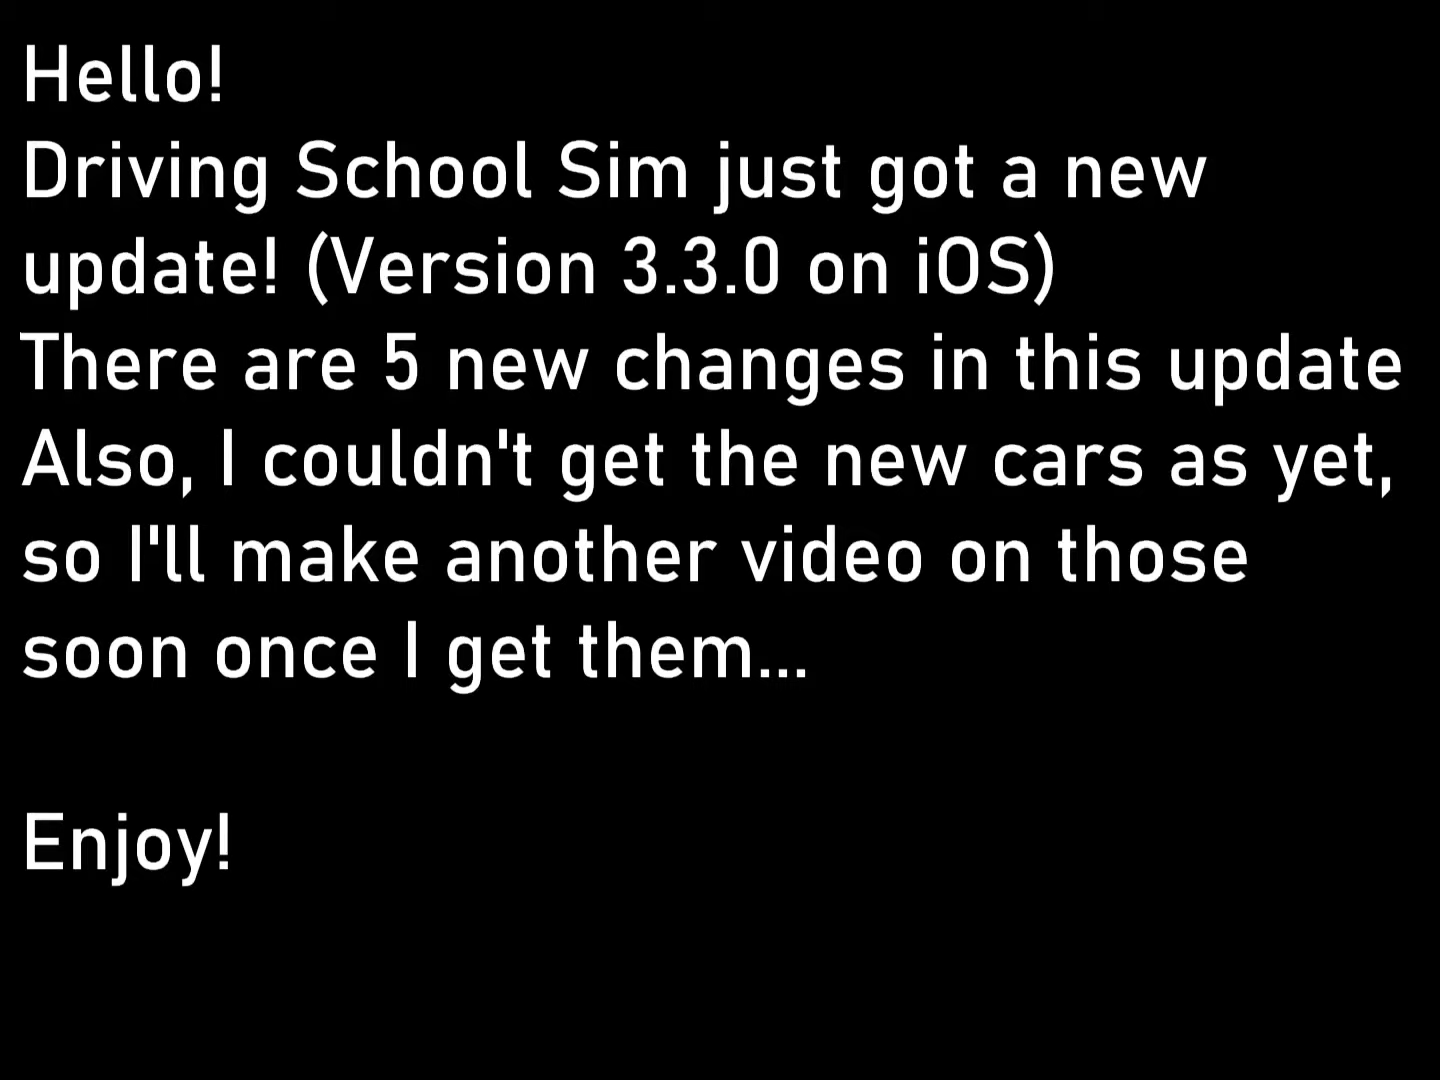 Hello!
Driving School Sim just got a new
update! (Version 3.3.0 on iOS)
There are 5 new changes in this update
Also, I couldn't get the new cars as yet,
so I'll make another video on those
soon once I get them...
Enjoy!